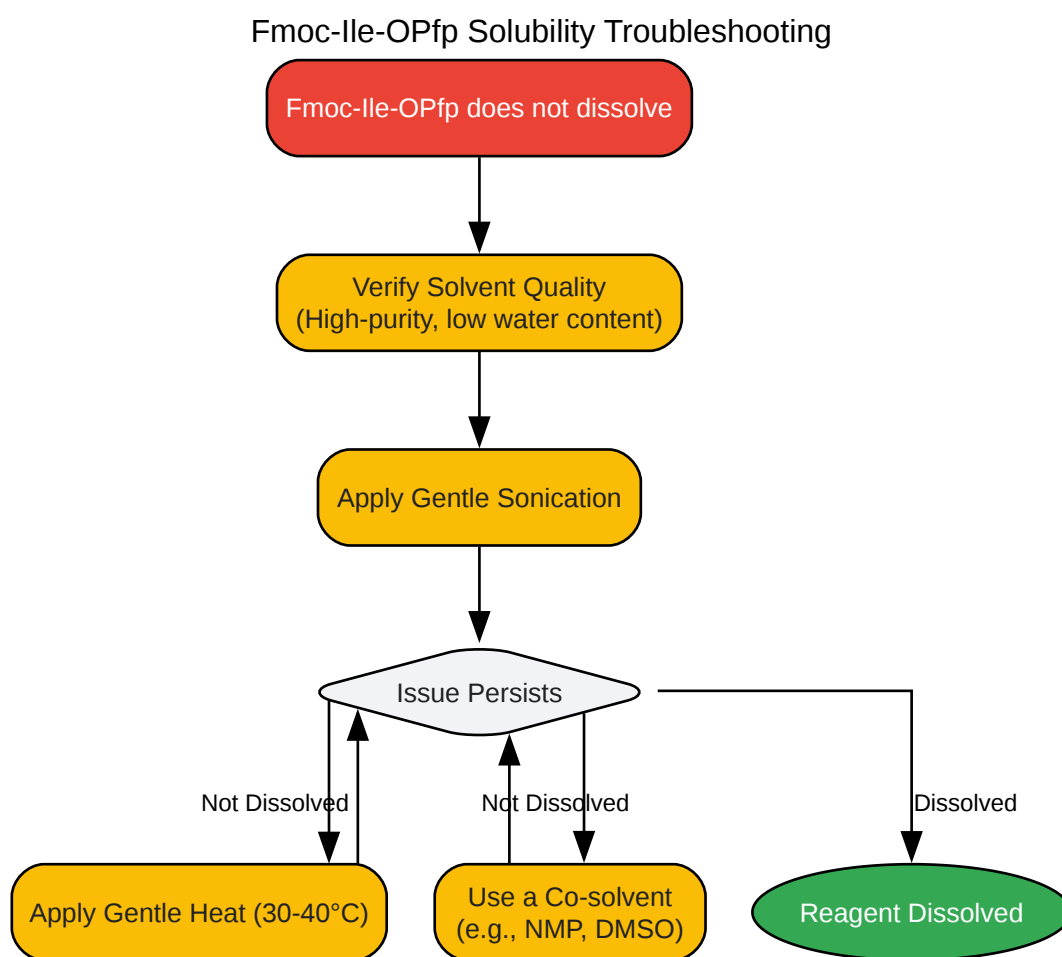 Fmoc-Ile-OPfp Solubility Troubleshooting
Fmoc-Ile-OPfp does not dissolve
Verify Solvent Quality
(High-purity, low water content)
Apply Gentle Sonication
Issue Persists
Not Dissolved
Not Dissolved
Dissolved
Apply Gentle Heat (30-40°C)
Use a Co-solvent
(e.g., NMP, DMSO)
Reagent Dissolved